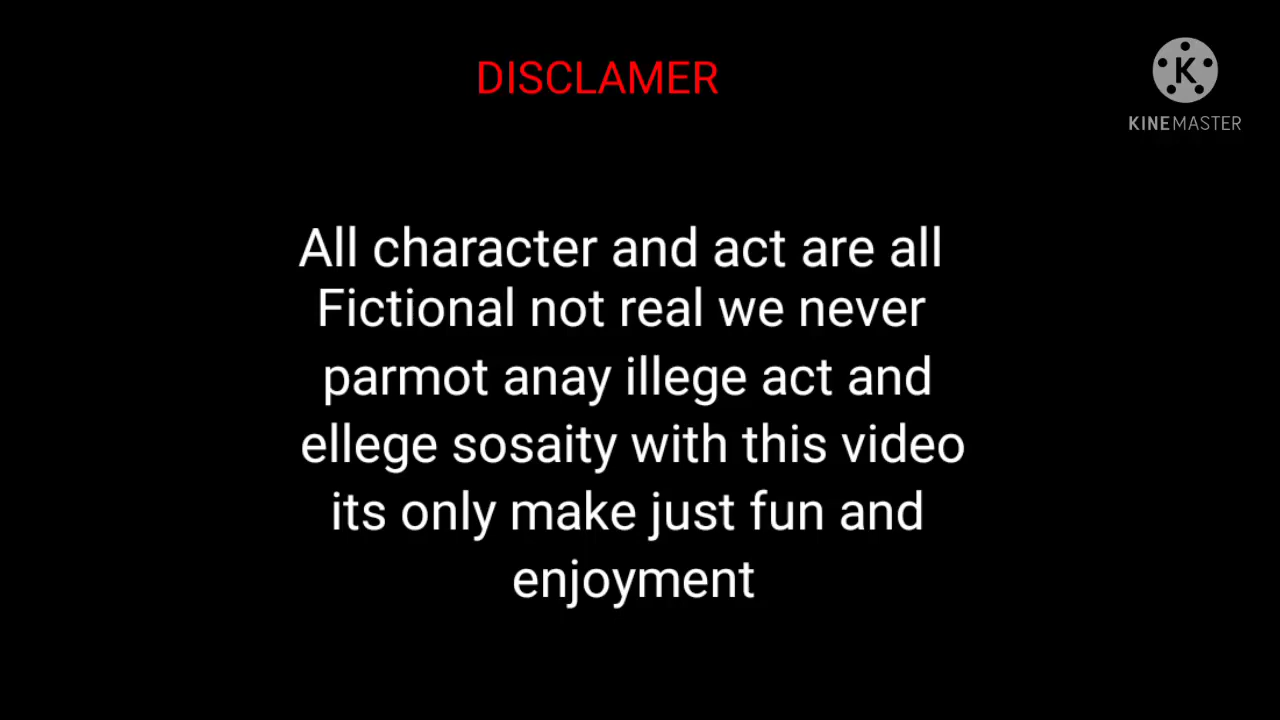 DISCLAMER
K
KINEMASTER
All character and act are all
Fictional not real we never
parmot anay illege act and
ellege sosaity with this video
its only make just fun and
enjoyment